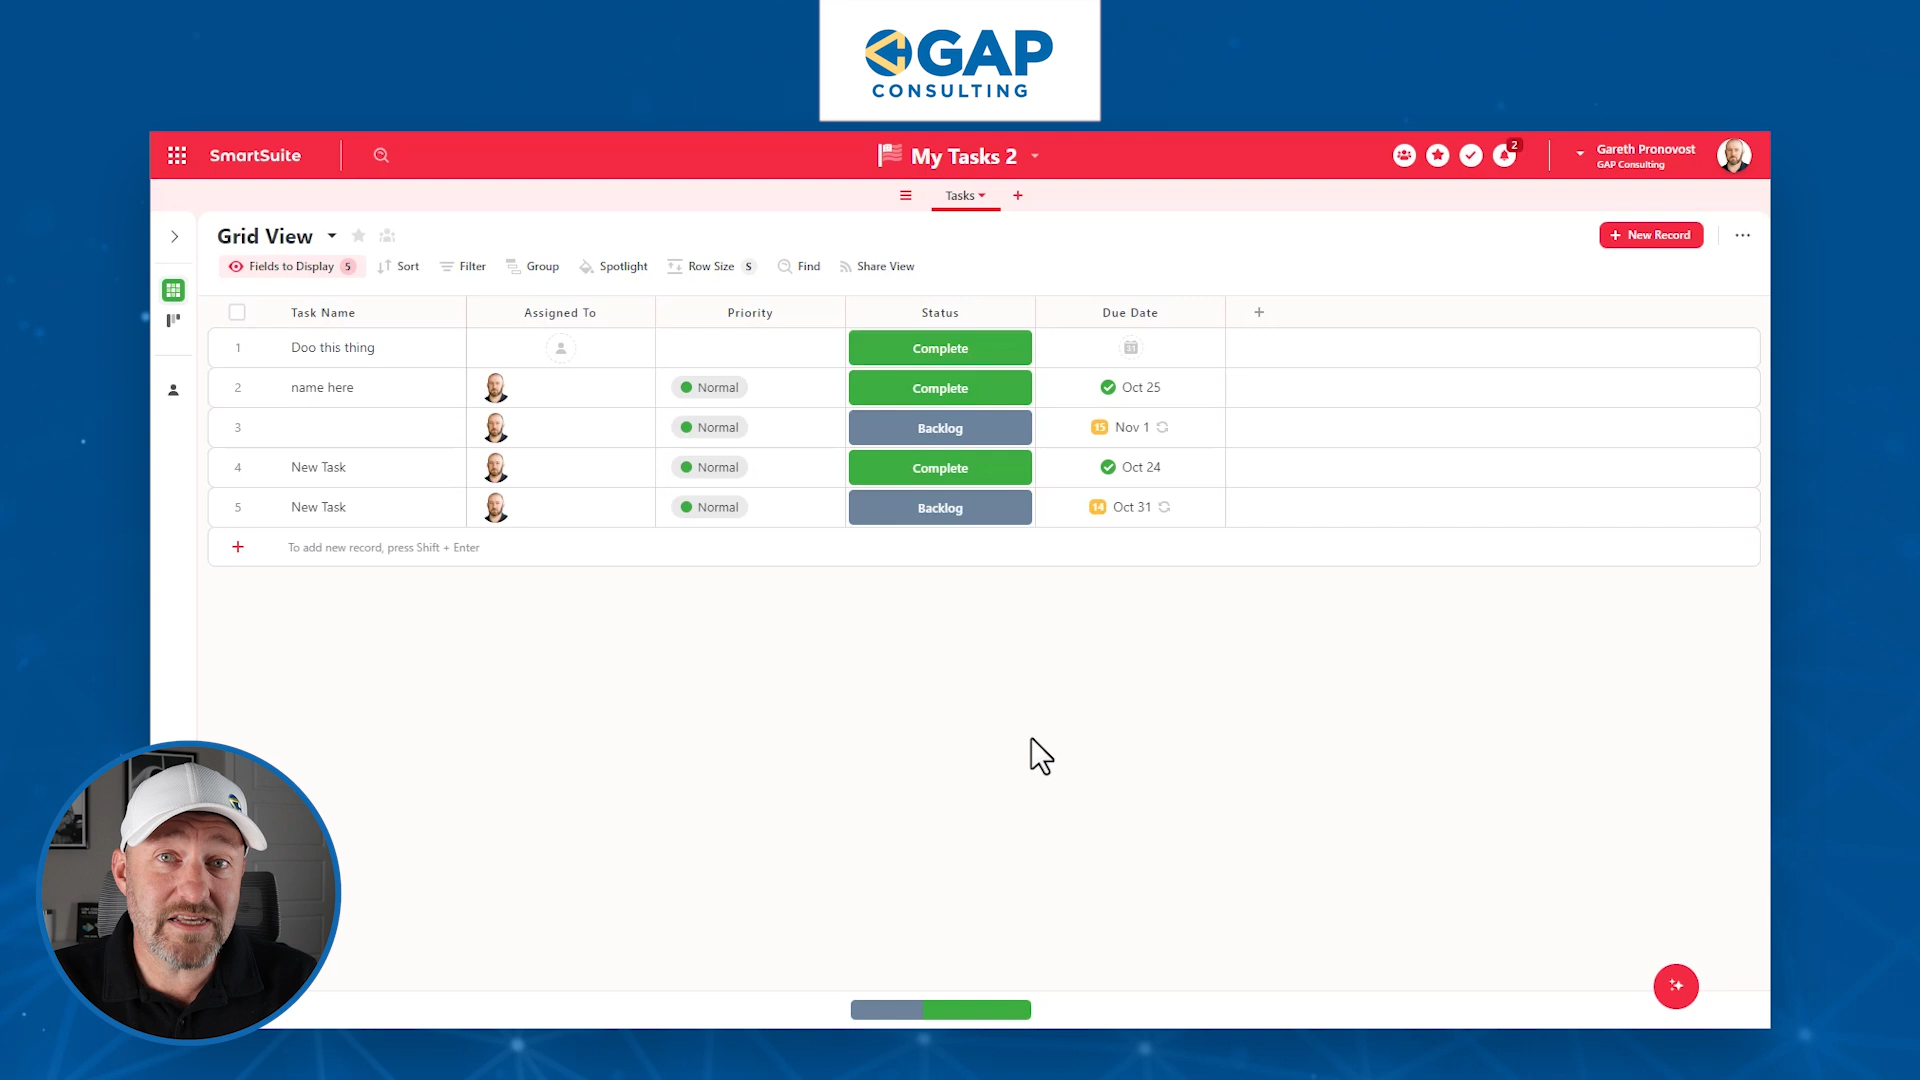 GAP
CONSULTING
SmartSuite
My Tasks 2
2
Gareth Pronovost
GAP Consulting
Tasks
Grid View
New Record
Fields to Display 5
Sort
Filter
Group
Spotlight
Row Size S
Find
Share View
Task Name Assigned To Priority Status Due Date
1 Doo this thing Complete 31
2 name here Normal Complete Oct 25
3 Normal Backlog 15 Nov 1
4 New Task Normal Complete Oct 24
5 New Task Normal Backlog 14 Oct 31
To add new record, press Shift + Enter